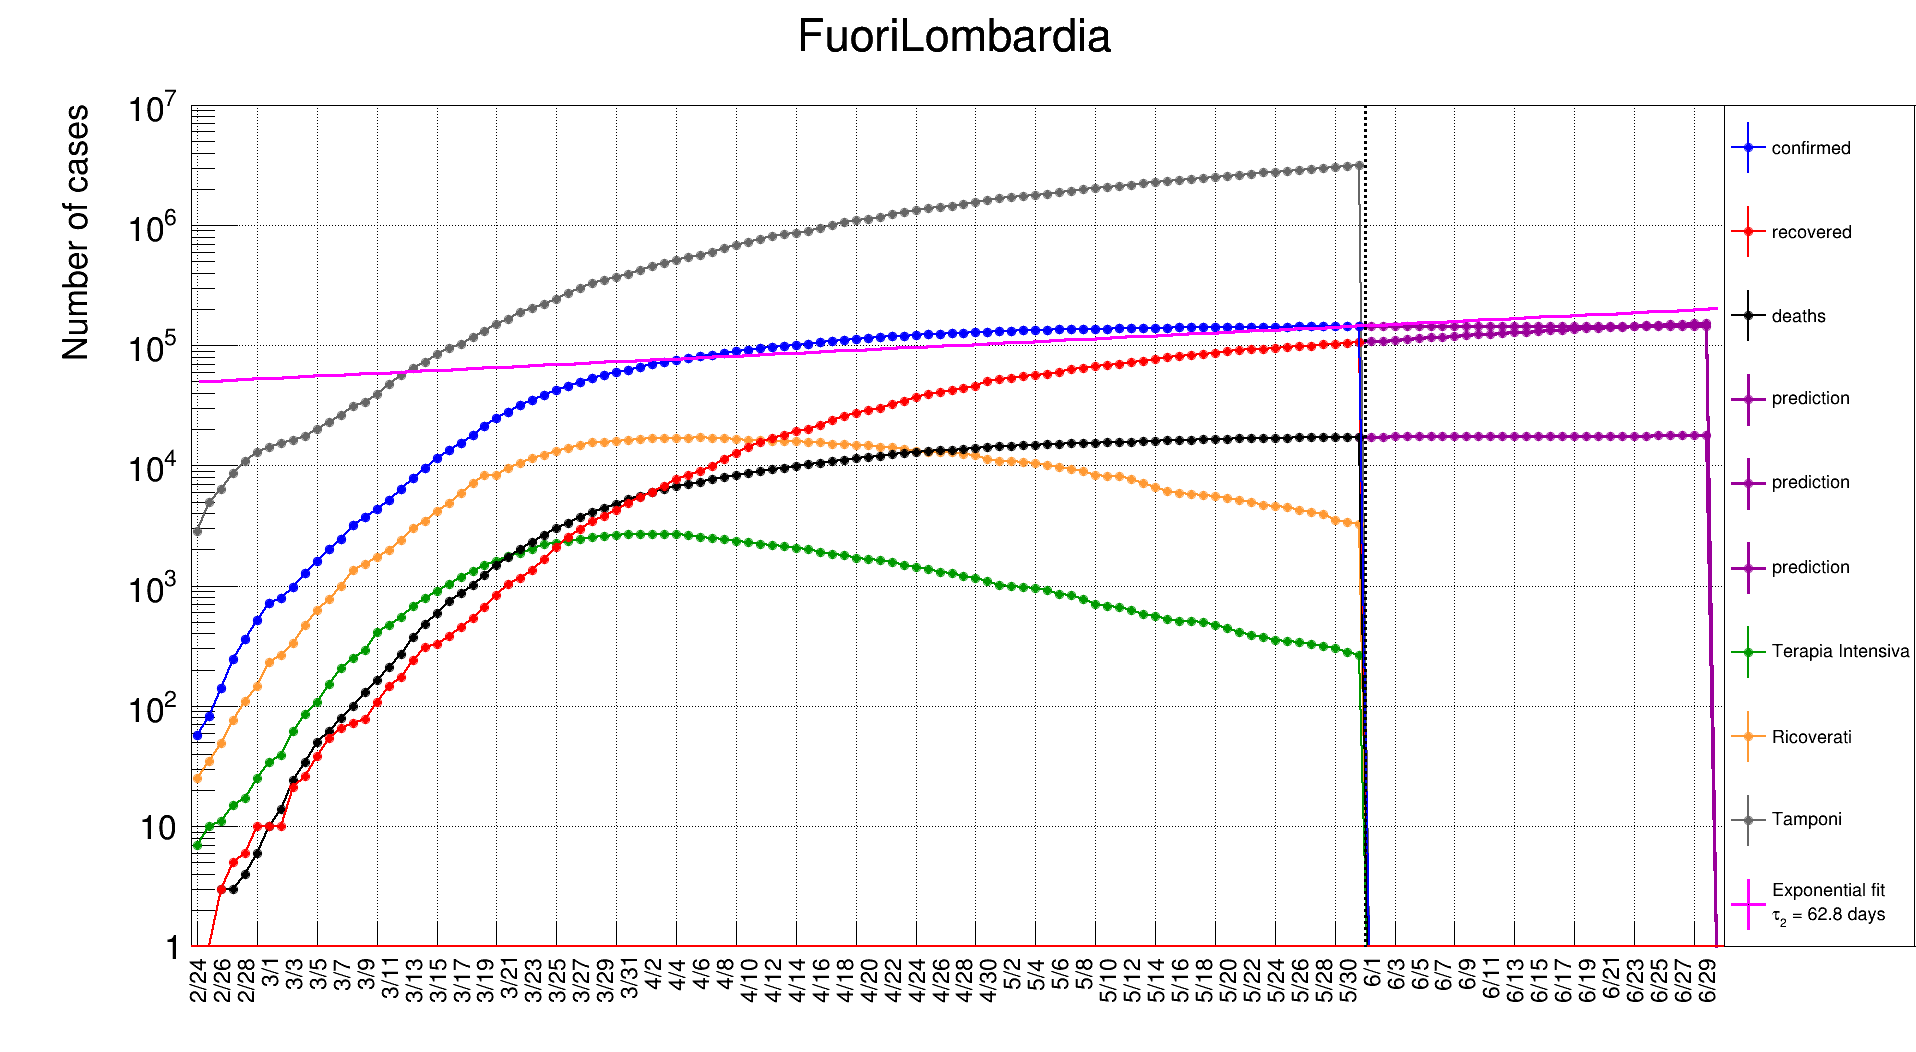 FuoriLombardia
Number of cases
10^7
10^6
10^5
10^4
10^3
10^2
10
1
2/24 2/26 2/28 3/1 3/3 3/5 3/7 3/9 3/11 3/13 3/15 3/17 3/19 3/21 3/23 3/25 3/27 3/29 3/31 4/2 4/4 4/6 4/8 4/10 4/12 4/14 4/16 4/18 4/20 4/22 4/24 4/26 4/28 4/30 5/2 5/4 5/6 5/8 5/10 5/12 5/14 5/16 5/18 5/20 5/22 5/24 5/26 5/28 5/30 6/1 6/3 6/5 6/7 6/9 6/11 6/13 6/15 6/17 6/19 6/21 6/23 6/25 6/27 6/29
confirmed
recovered
deaths
prediction
prediction
prediction
Terapia Intensiva
Ricoverati
Tamponi
Exponential fit
τ_2 = 62.8 days